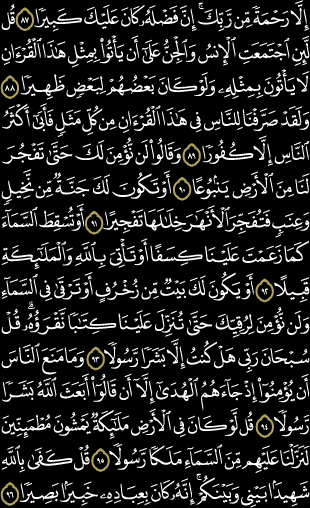 إِلَّا رَحْمَةً مِّن رَّبِّكَ ۚ إِنَّ فَضْلَهُۥ كَانَ عَلَيْكَ كَبِيرًا ٨٧ قُل
لَّئِنِ ٱجْتَمَعَتِ ٱلْإِنسُ وَٱلْجِنُّ عَلَىٰٓ أَن يَأْتُوا۟ بِمِثْلِ هَٰذَا ٱلْقُرْءَانِ
لَا يَأْتُونَ بِمِثْلِهِۦ وَلَوْ كَانَ بَعْضُهُمْ لِبَعْضٍ ظَهِيرًا ٨٨
وَلَقَدْ صَرَّفْنَا لِلنَّاسِ فِى هَٰذَا ٱلْقُرْءَانِ مِن كُلِّ مَثَلٍ فَأَبَىٰٓ أَكْثَرُ
ٱلنَّاسِ إِلَّا كُفُورًا ٨٩ وَقَالُوا۟ لَن نُّؤْمِنَ لَكَ حَتَّىٰ تَفْجُرَ
لَنَا مِنَ ٱلْأَرْضِ يَنۢبُوعًا ٩٠ أَوْ تَكُونَ لَكَ جَنَّةٌ مِّن نَّخِيلٍ
وَعِنَبٍ فَتُفَجِّرَ ٱلْأَنْهَٰرَ خِلَٰلَهَا تَفْجِيرًا ٩١ أَوْ تُسْقِطَ ٱلسَّمَآءَ
كَمَا زَعَمْتَ عَلَيْنَا كِسَفًا أَوْ تَأْتِىَ بِٱللَّهِ وَٱلْمَلَٰٓئِكَةِ
قَبِيلًا ٩٢ أَوْ يَكُونَ لَكَ بَيْتٌ مِّن زُخْرُفٍ أَوْ تَرْقَىٰ فِى ٱلسَّمَآءِ
وَلَن نُّؤْمِنَ لِرُقِيِّكَ حَتَّىٰ تُنَزِّلَ عَلَيْنَا كِتَٰبًا نَّقْرَؤُهُۥ ۗ قُلْ
سُبْحَانَ رَبِّى هَلْ كُنتُ إِلَّا بَشَرًا رَّسُولًا ٩٣ وَمَا مَنَعَ ٱلنَّاسَ
أَن يُؤْمِنُوٓا۟ إِذْ جَآءَهُمُ ٱلْهُدَىٰٓ إِلَّآ أَن قَالُوٓا۟ أَبَعَثَ ٱللَّهُ بَشَرًا
رَّسُولًا ٩٤ قُل لَّوْ كَانَ فِى ٱلْأَرْضِ مَلَٰٓئِكَةٌ يَمْشُونَ مُطْمَئِنِّينَ
لَنَزَّلْنَا عَلَيْهِم مِّنَ ٱلسَّمَآءِ مَلَكًا رَّسُولًا ٩٥ قُلْ كَفَىٰ بِٱللَّهِ
شَهِيدًۢا بَيْنِى وَبَيْنَكُمْ ۚ إِنَّهُۥ كَانَ بِعِبَادِهِۦ خَبِيرًۢا بَصِيرًا ٩٦